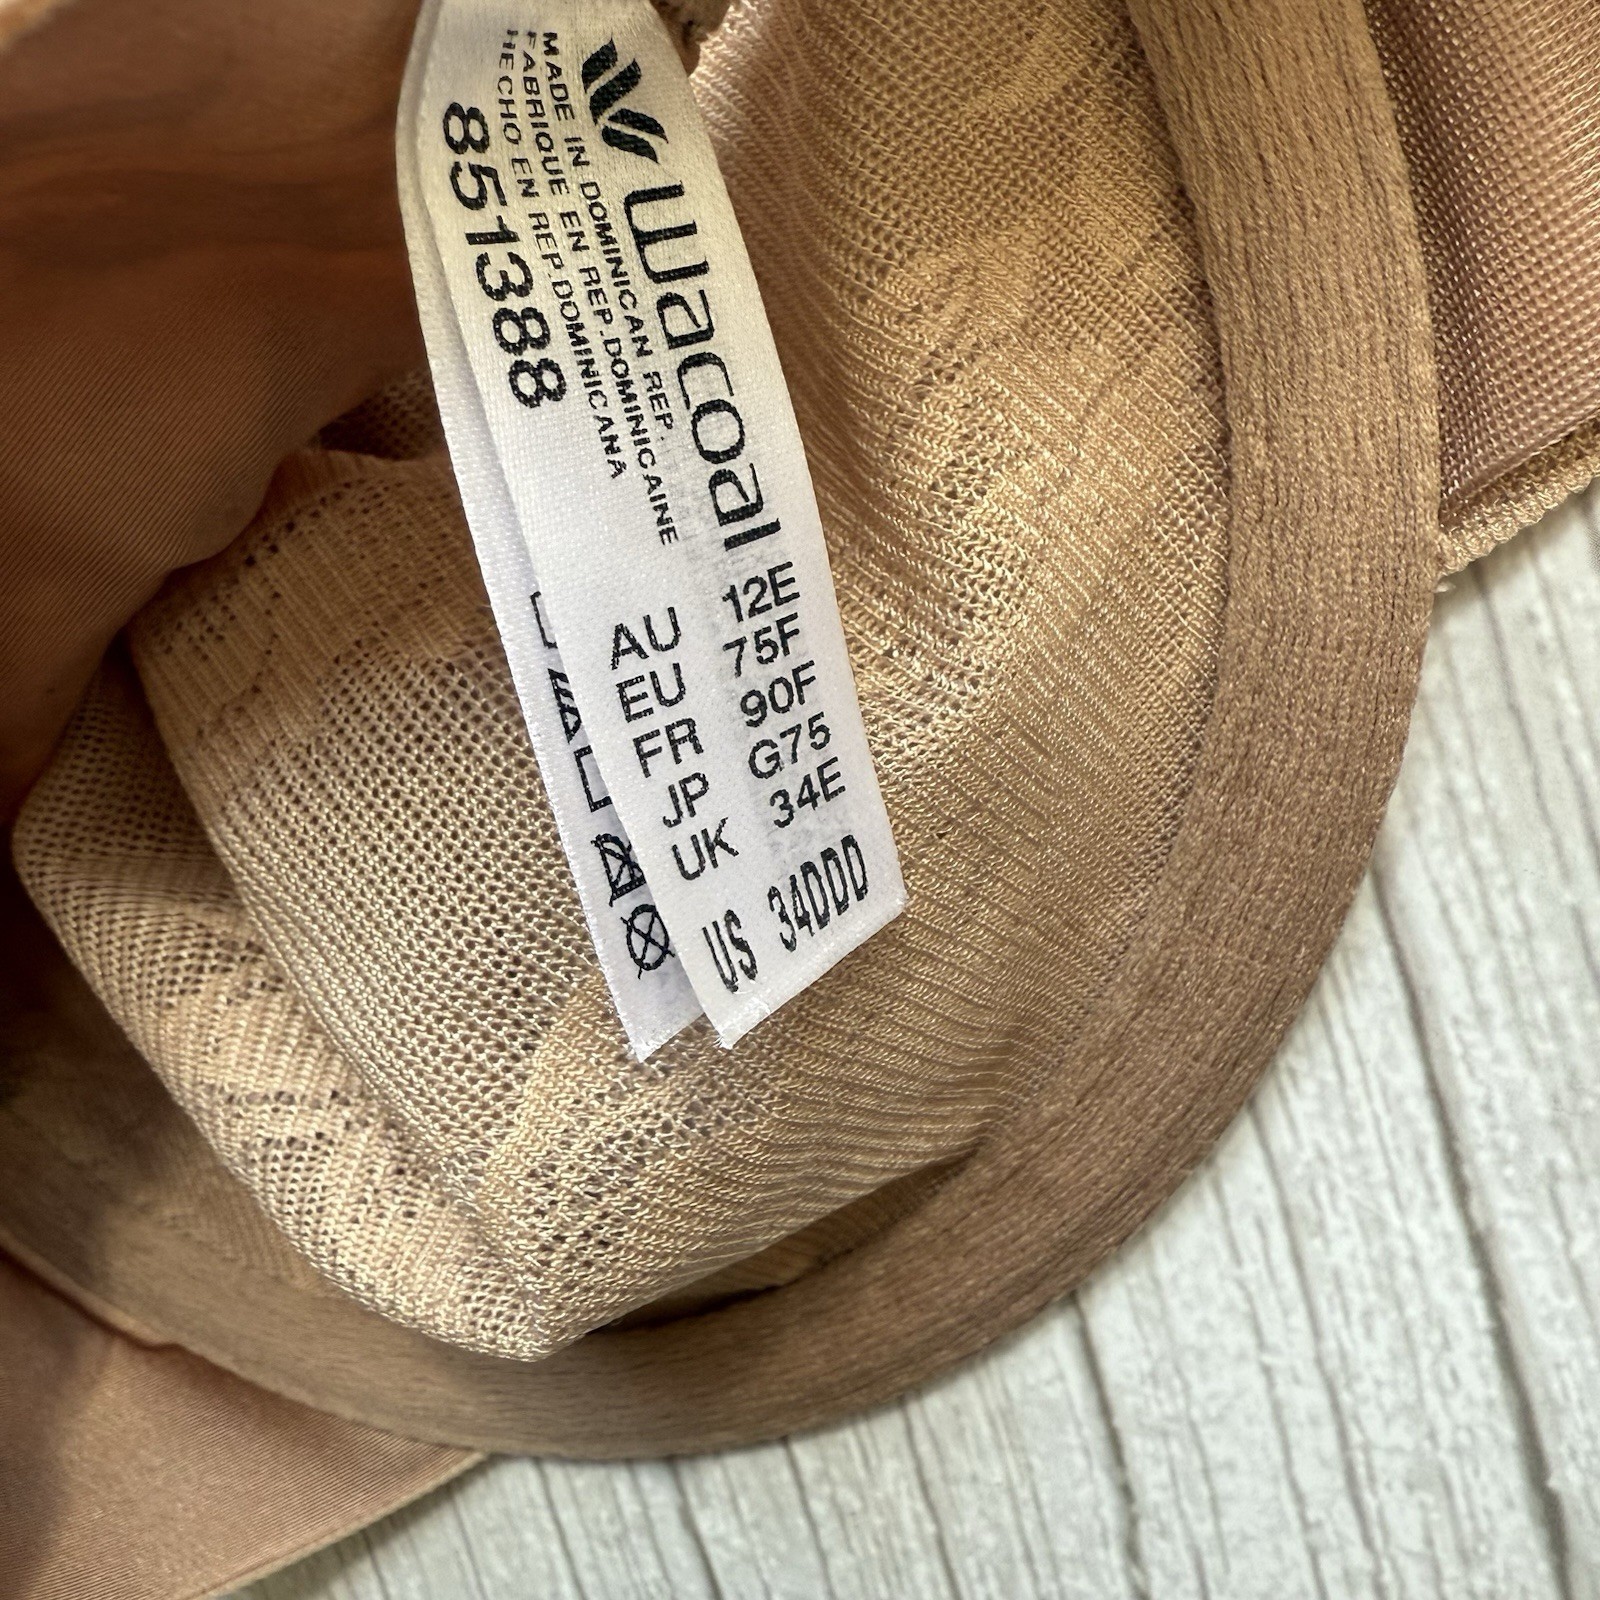 wacoal
MADE IN DOMINICAN REP.
FABRIQUE EN REP.DOMINICAINE
HECHO EN REP.DOMINICANA
851388
AU 12E
EU 75F
FR 90F
JP G75
UK 34E
US 34DDD